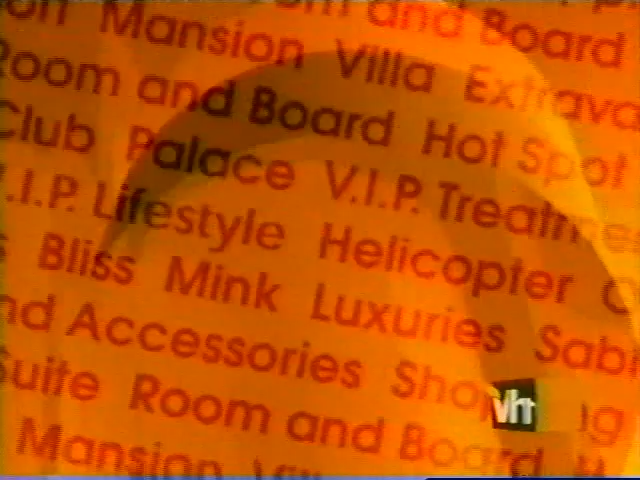 Mansion Villa and Board
Room and Board Hot Spot
Club Palace V.I.P.
V.I.P. Lifestyle Helicopter
Bliss Mink Luxuries
Accessories
Suite Room and Board
Mansion
vh1